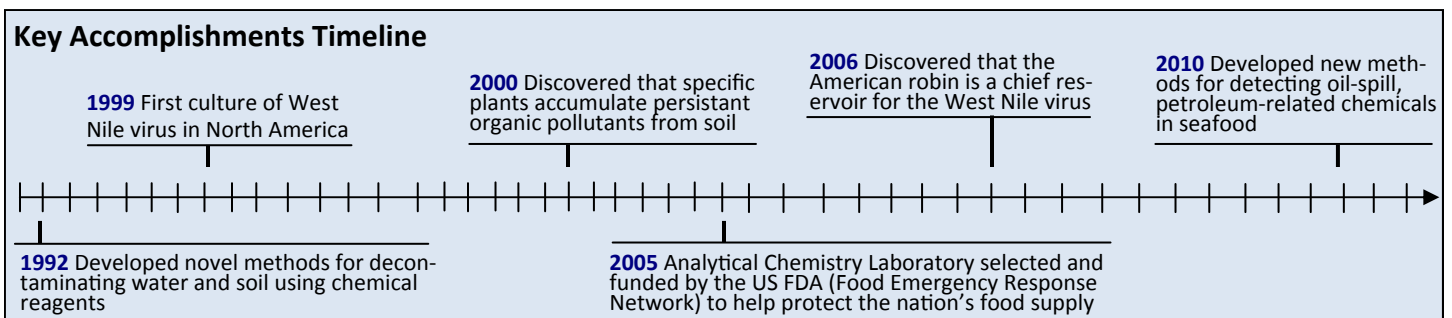 Key Accomplishments Timeline
1999 First culture of West
Nile virus in North America
2000 Discovered that specific
plants accumulate persistant
organic pollutants from soil
2006 Discovered that the
American robin is a chief res-
ervoir for the West Nile virus
2010 Developed new meth-
ods for detecting oil-spill,
petroleum-related chemicals
in seafood
1992 Developed novel methods for decon-
taminating water and soil using chemical
reagents
2005 Analytical Chemistry Laboratory selected and
funded by the US FDA (Food Emergency Response
Network) to help protect the nation’s food supply